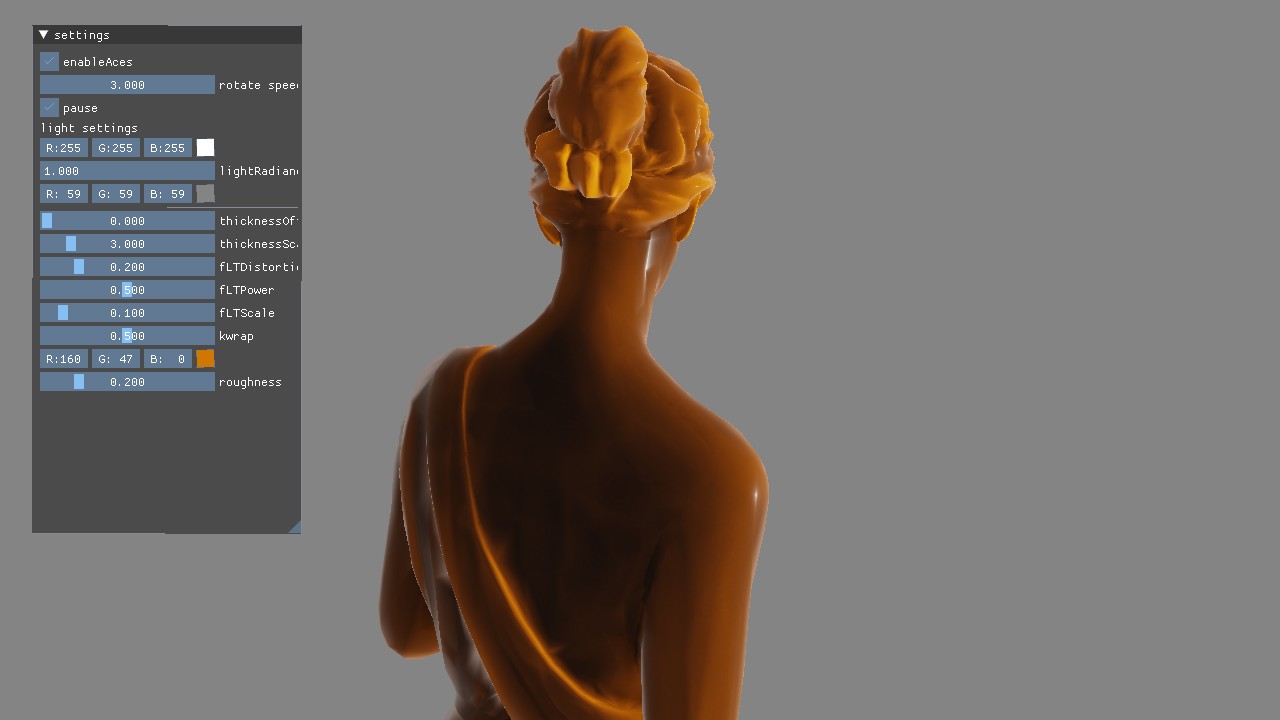 settings
enableAces
3.000 rotate spee
pause
light settings
R:255 G:255 B:255
1.000 lightRadian
R: 59 G: 59 B: 59
0.000 thicknessOf
3.000 thicknessSc
0.200 fLTDistorti
0.500 fLTPower
0.100 fLTScale
0.500 kwrap
R:160 G: 47 B: 0
0.200 roughness